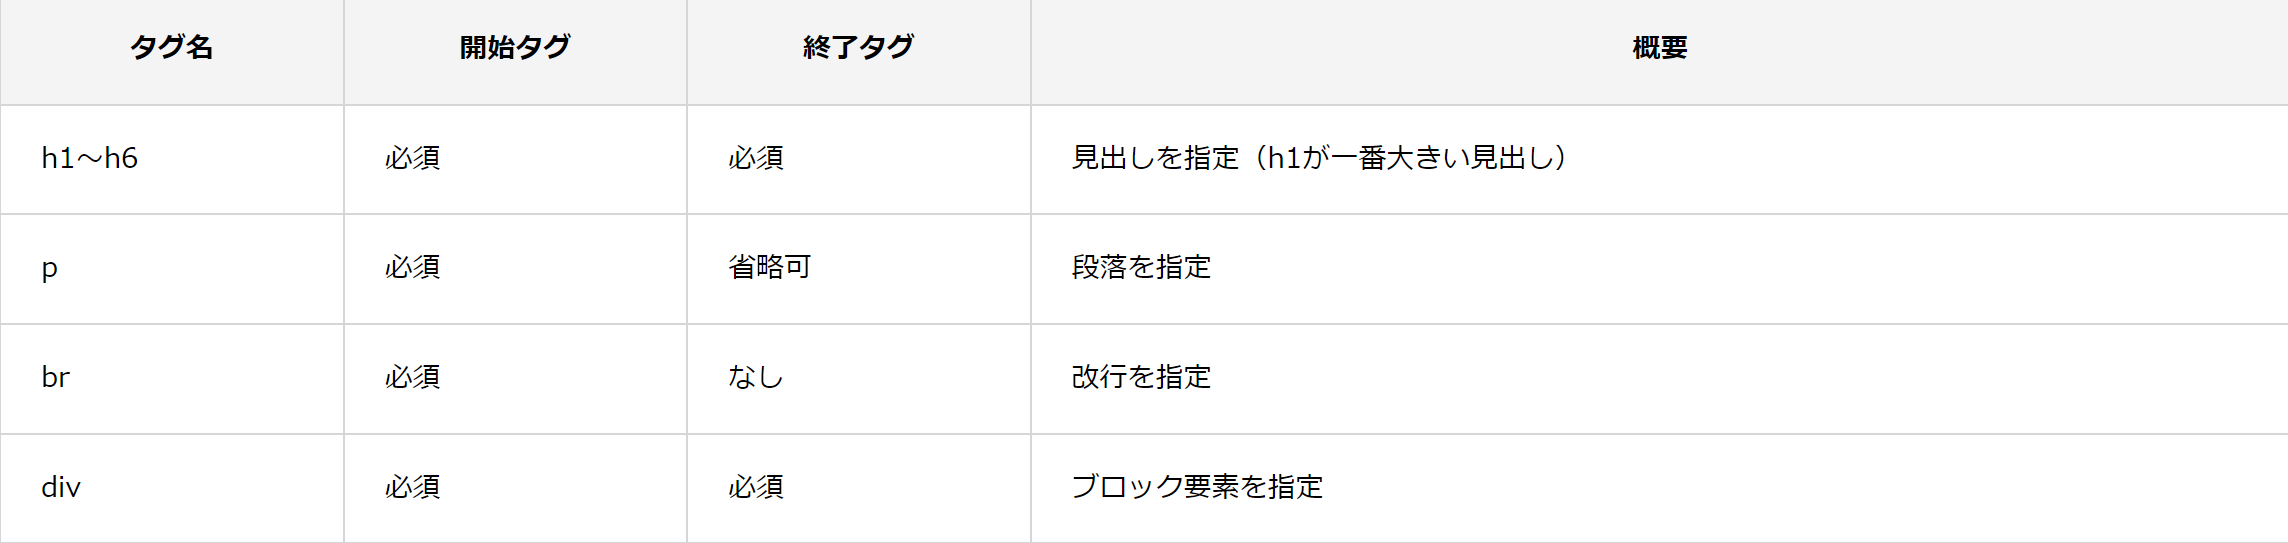 タグ名 開始タグ 終了タグ 概要
h1～h6 必須 必須 見出しを指定（h1が一番大きい見出し）
p 必須 省略可 段落を指定
br 必須 なし 改行を指定
div 必須 必須 ブロック要素を指定